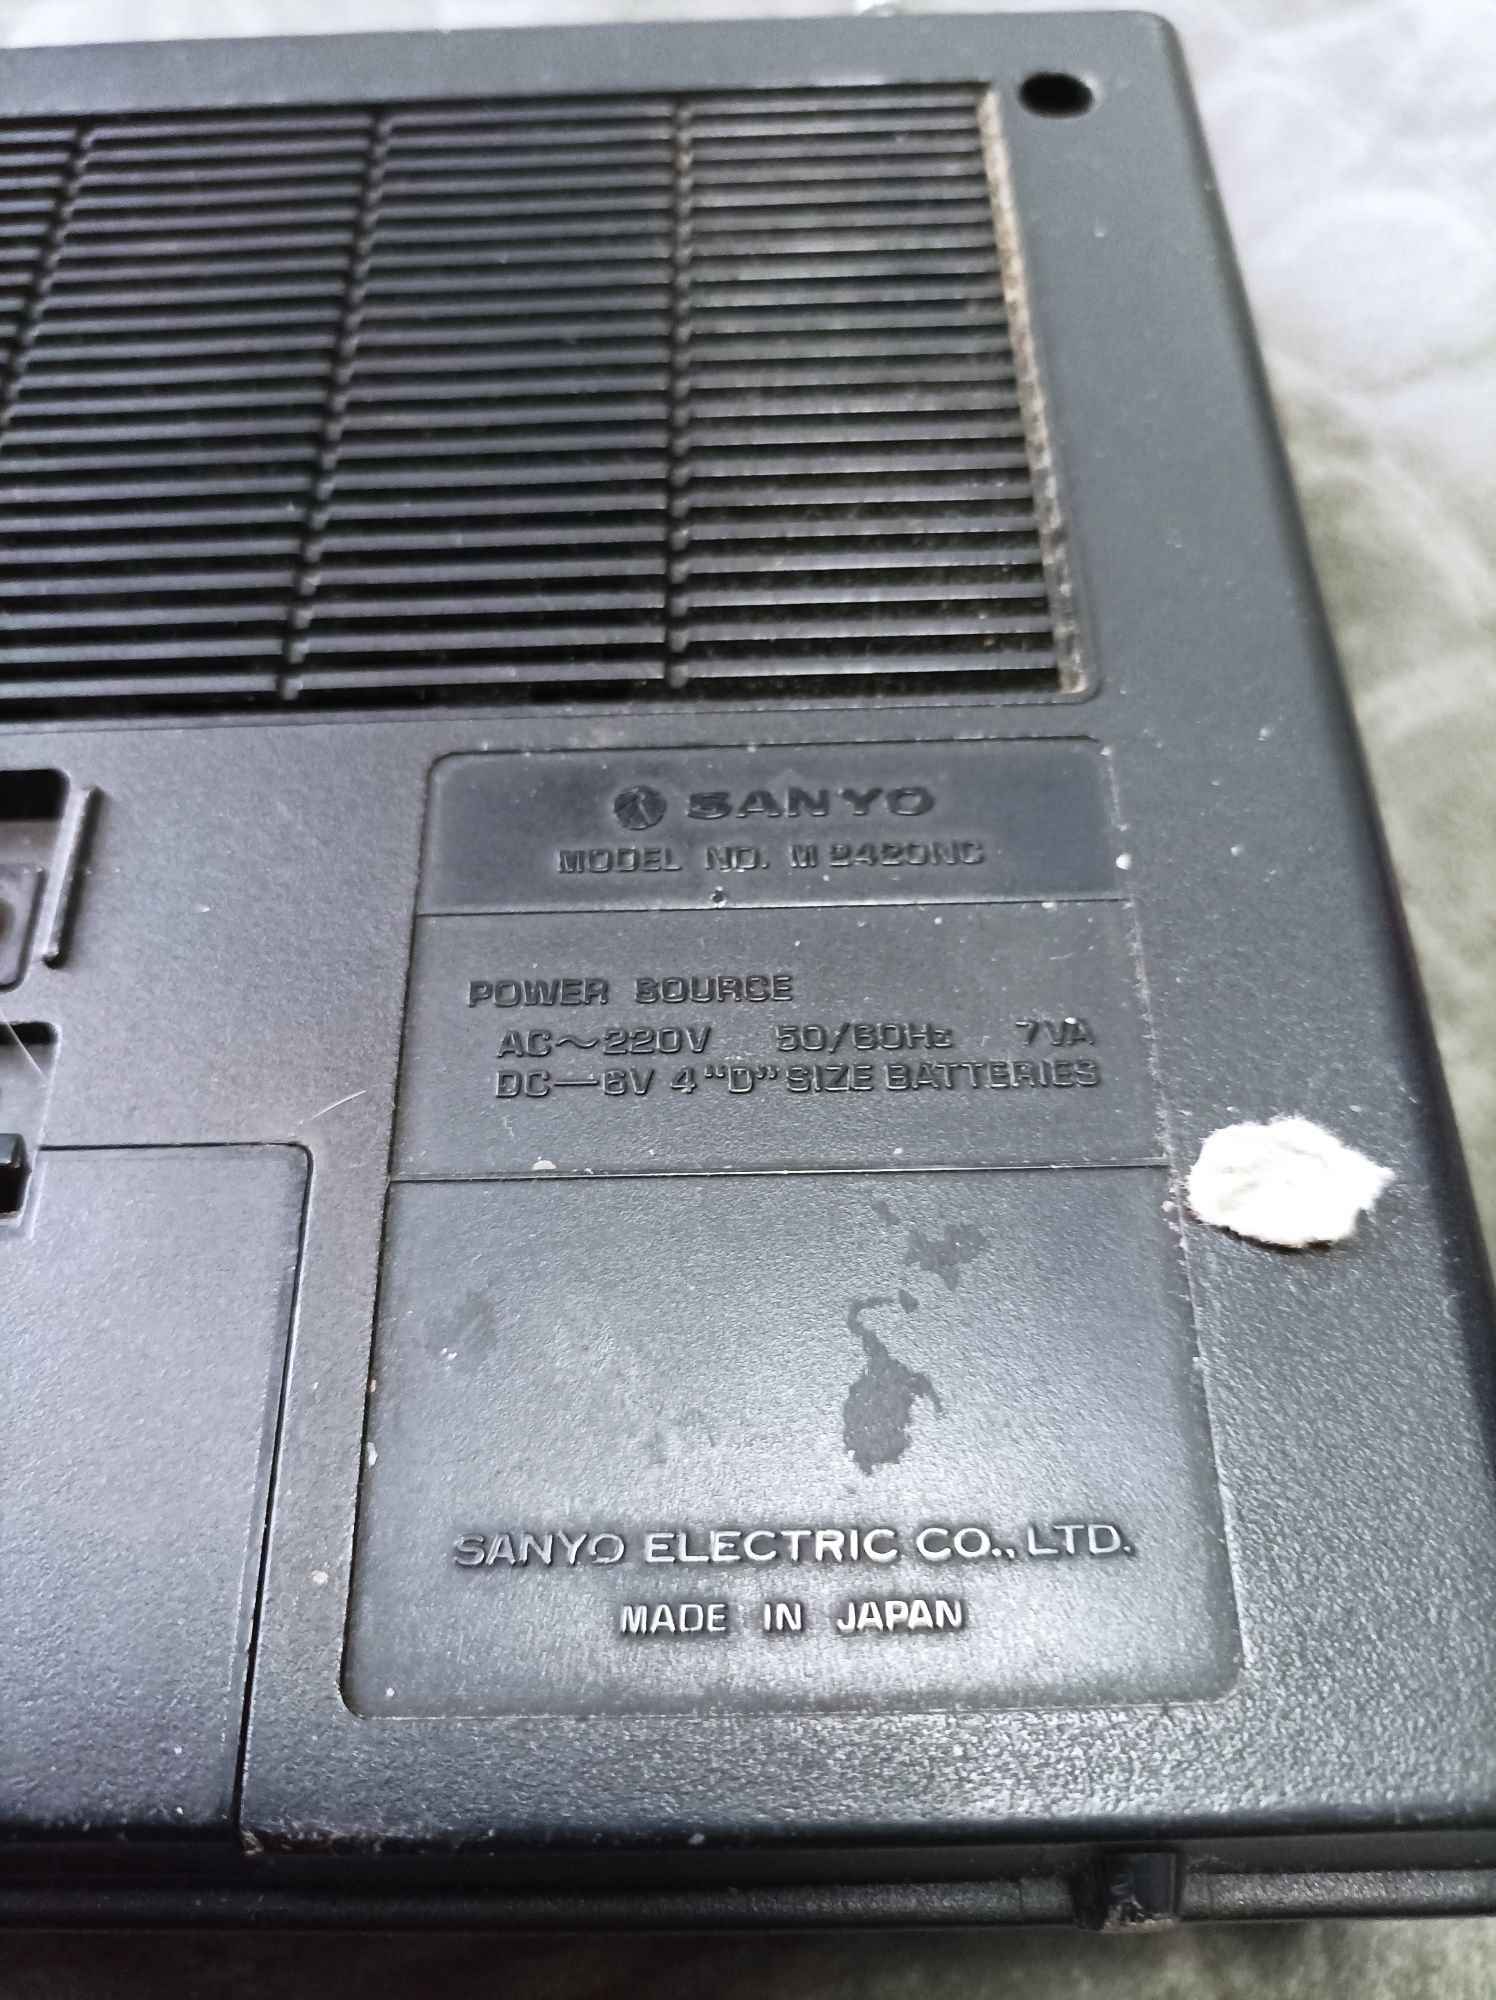 SANYO
MODEL NO. M 2420NC
POWER SOURCE
AC～220V 50/60Hz 7VA
DC—6V 4 "D" SIZE BATTERIES
SANYO ELECTRIC CO., LTD.
MADE IN JAPAN